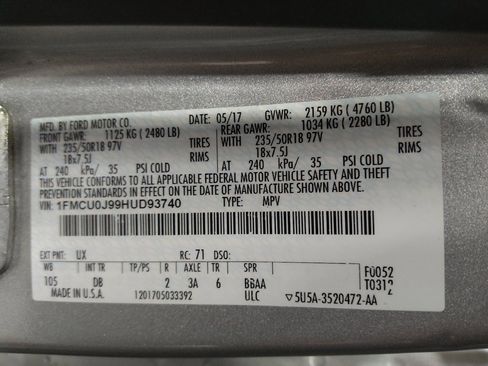 MFD. BY FORD MOTOR CO.
DATE: 05/17 GVWR: 2159 KG ( 4760 LB)
FRONT GAWR: 1125 KG ( 2480 LB) REAR GAWR: 1034 KG ( 2280 LB)
WITH 235/50R18 97V TIRES WITH 235/50R18 97V TIRES
18x7.5J RIMS 18x7.5J RIMS
AT 240 kPa/ 35 PSI COLD AT 240 kPa/ 35 PSI COLD
THIS VEHICLE CONFORMS TO ALL APPLICABLE FEDERAL MOTOR VEHICLE SAFETY AND THEFT
PREVENTION STANDARDS IN EFFECT ON THE DATE OF MANUFACTURE SHOWN ABOVE.
VIN: 1FMCU0J99HUD93740 TYPE: MPV
EXT PNT: UX RC: 71 DSO: F0052
WB INT TR TP/PS R AXLE TR SPR T0312
105 DB 2 3A 6 BBAA
MADE IN U.S.A. 1201705033392 ULC 5U5A-3520472-AA